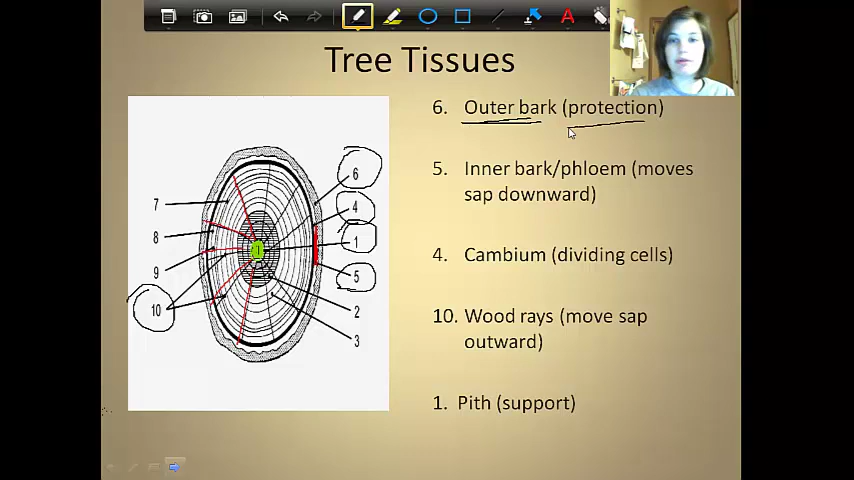 Tree Tissues
6. Outer bark (protection)
5. Inner bark/phloem (moves
sap downward)
4. Cambium (dividing cells)
10. Wood rays (move sap
outward)
1. Pith (support)
6
7
4
8
1
9
5
10
2
3
A